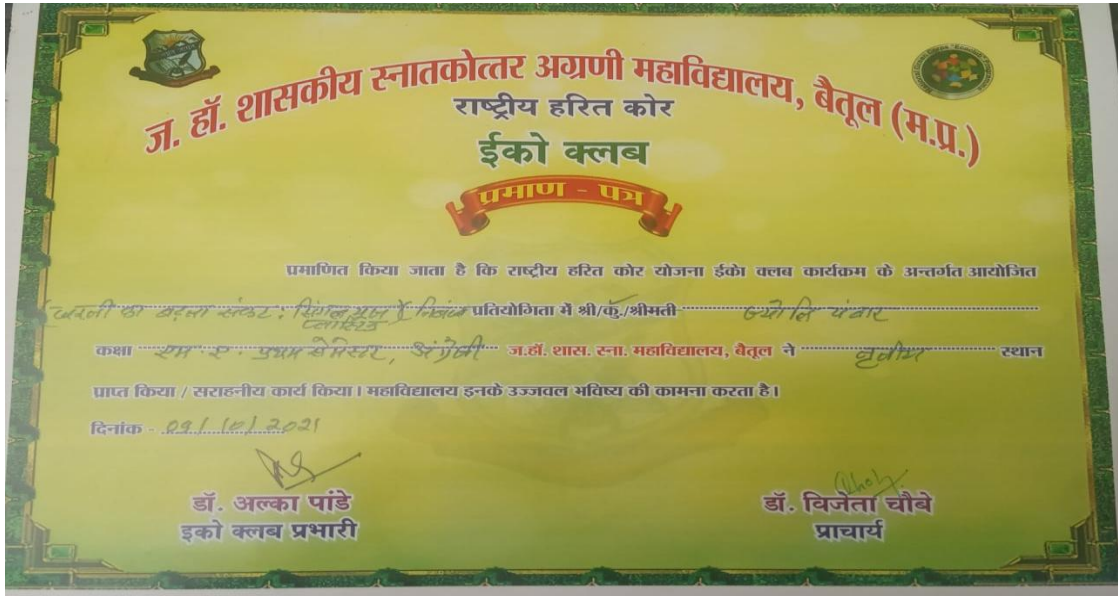 ज. हॉ. शासकीय स्नातकोत्तर अग्रणी महाविद्यालय, बैतूल (म.प्र.)
राष्ट्रीय हरित कोर
ईको क्लब
प्रमाण - पत्र
प्रमाणित किया जाता है कि राष्ट्रीय हरित कोर योजना ईको क्लब कार्यक्रम के अन्तर्गत आयोजित
का बढ़ता संकट : सिंगल यूज प्लास्टिक) निबंध प्रतियोगिता में श्री/कु./श्रीमती ज्योति पंवार
कक्षा एम. ए. प्रथम सेमेस्टर, अंग्रेजी ज.हॉ. शास. स्ना. महाविद्यालय, बैतूल ने तृतीय स्थान
प्राप्त किया / सराहनीय कार्य किया। महाविद्यालय इनके उज्जवल भविष्य की कामना करता है।
दिनांक - 09/10/2021
डॉ. अल्का पांडे
इको क्लब प्रभारी
डॉ. विजेता चौबे
प्राचार्य